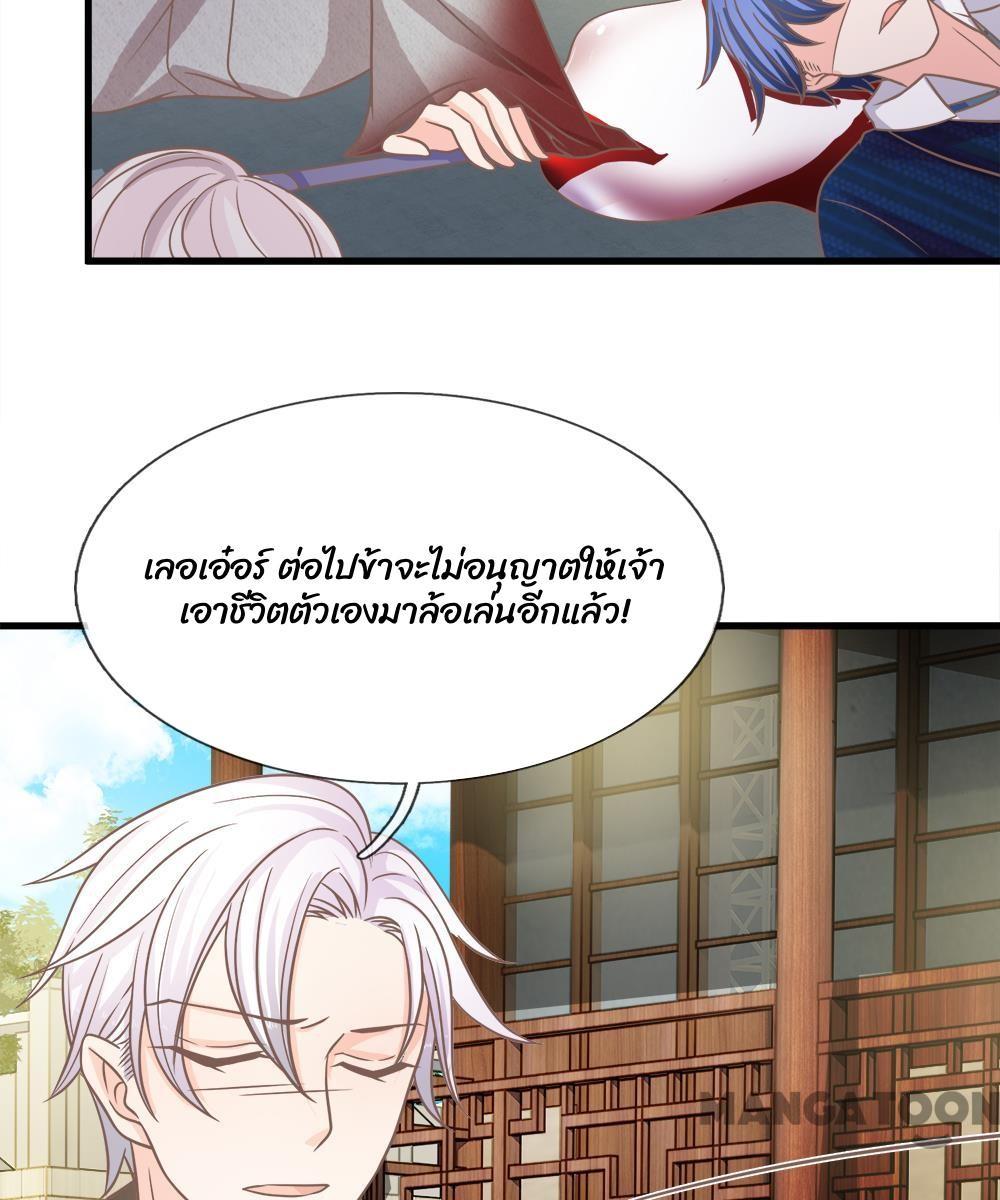 เลอเอ๋อร์ ต่อไปข้าจะไม่อนุญาตให้เจ้า
เอาชีวิตตัวเองมาล้อเล่นอีกแล้ว!
MANGA TOON